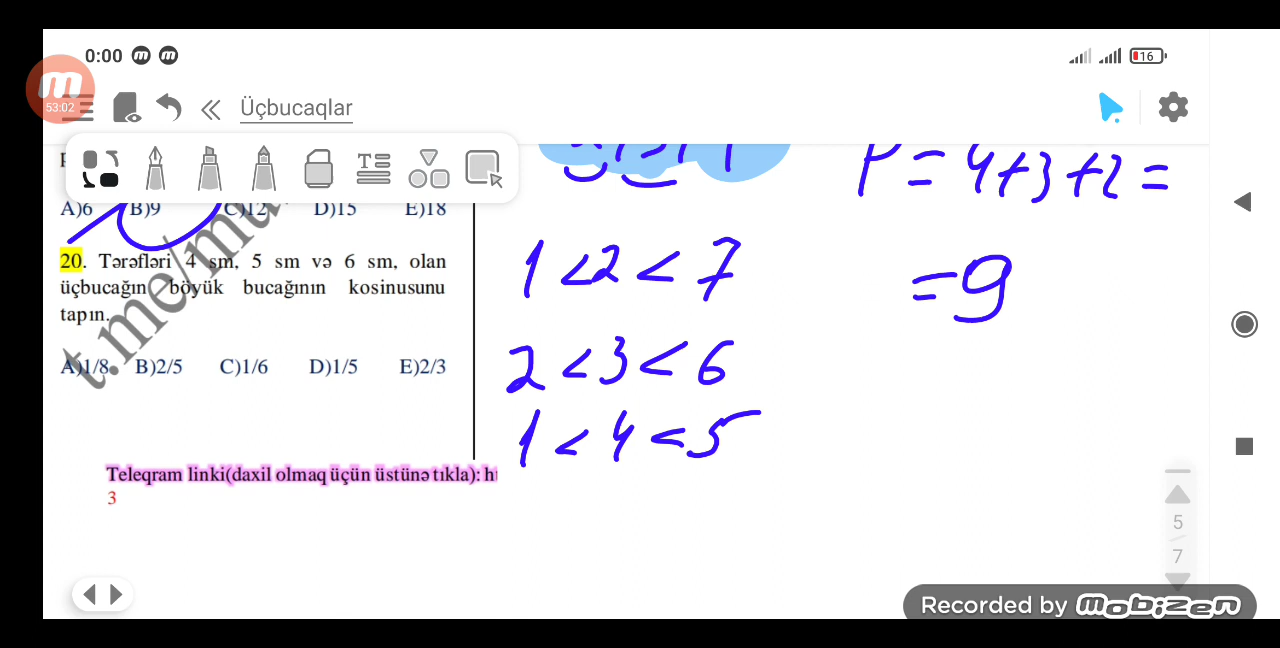 0:00
16
53:02
Üçbucaqlar
P = 4+3+2 =
A)6 B)9 C)12 D)15 E)18
1 < 2 < 7
= 9
20. Tərəfləri 4 sm, 5 sm və 6 sm, olan
üçbucağın böyük bucağının kosinusunu
tapın.
2 < 3 < 6
A)1/8 B)2/5 C)1/6 D)1/5 E)2/3
1 < 4 < 5
Teleqram linki(daxil olmaq üçün üstünə tıkla):
3
5
7
t.me/
Recorded by mobizen